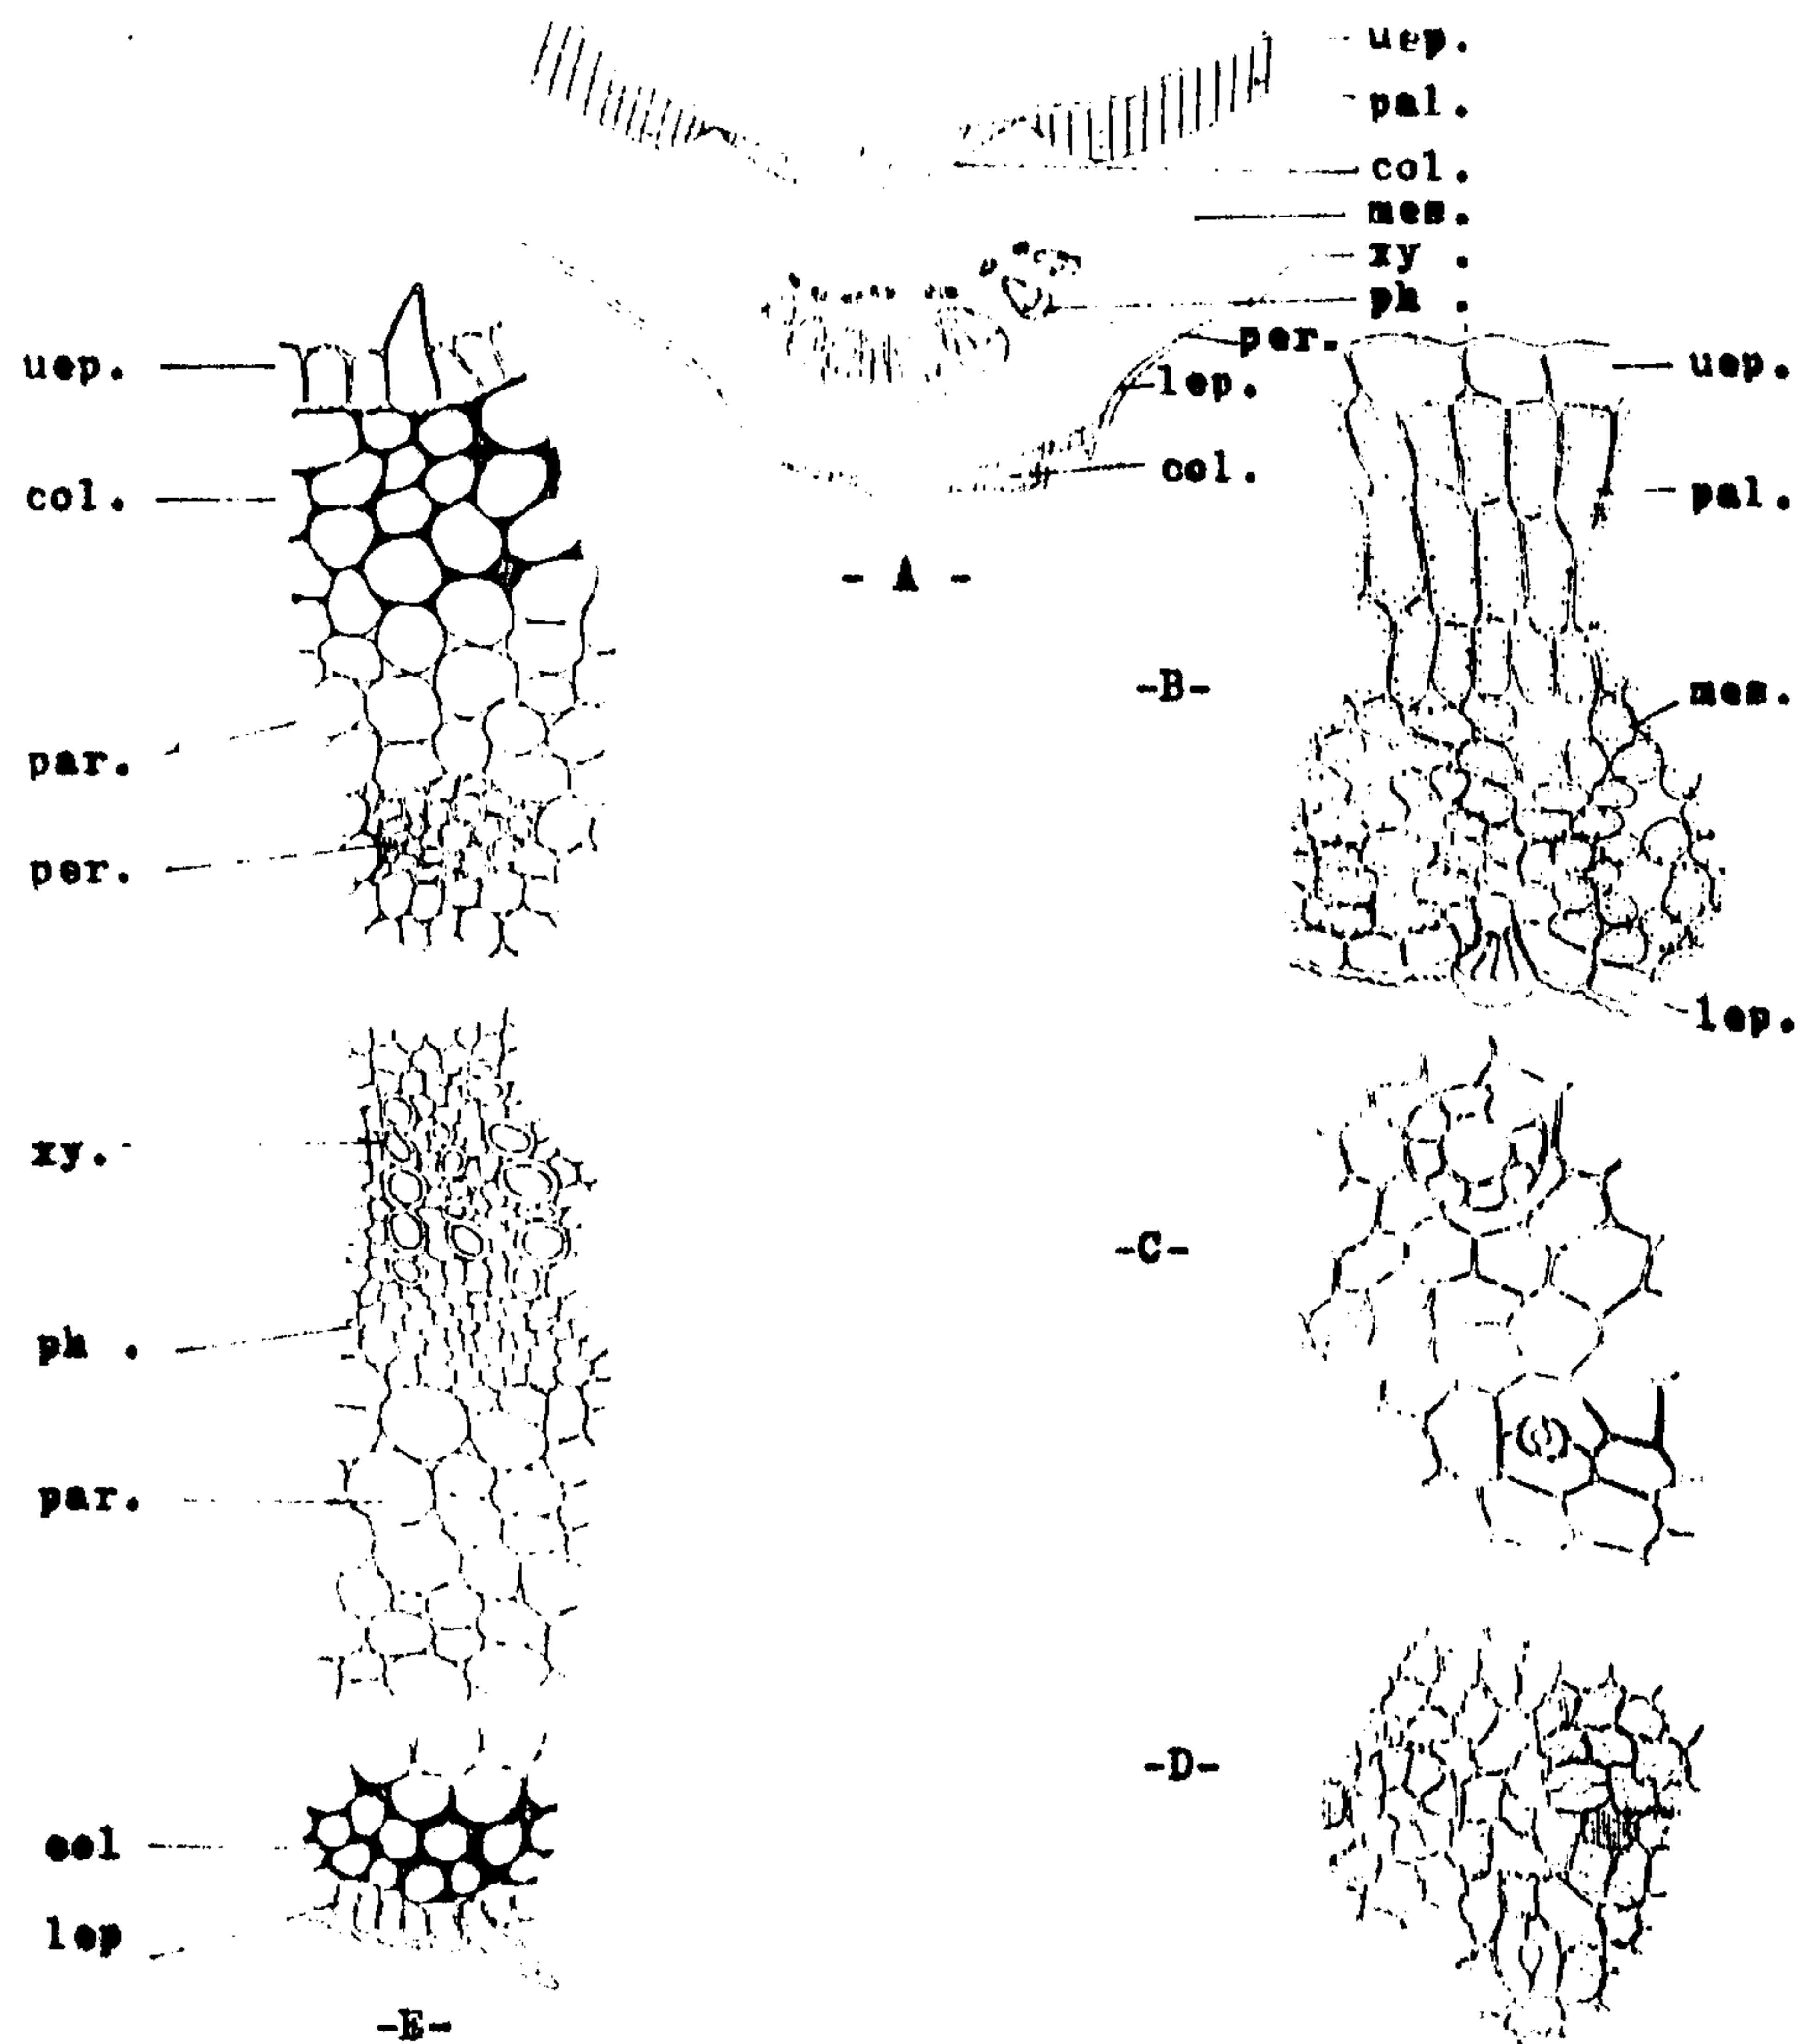 uep.
pal.
col.
mes.
xy .
ph .
per.
lep.
col.
- A -
uep.
col.
par.
per.
xy.
ph .
par.
col
lep
-E-
uep.
pal.
-B-
mes.
lep.
-C-
-D-